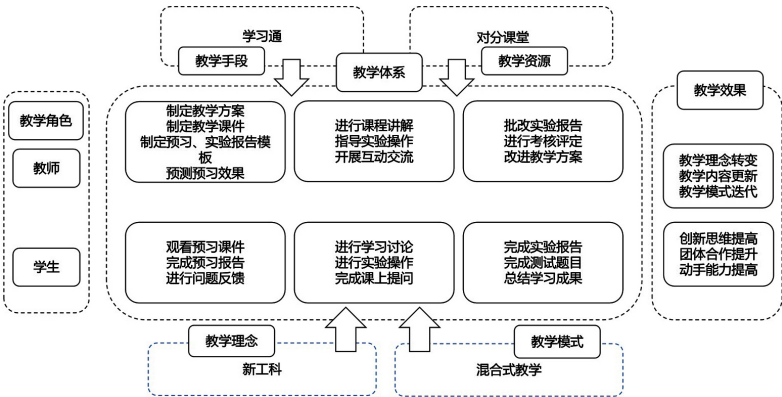 学习通
对分课堂
教学手段
教学体系
教学资源
教学角色
教师
学生
制定教学方案
制定教学课件
制定预习、实验报告模
板
预测预习效果
进行课程讲解
指导实验操作
开展互动交流
批改实验报告
进行考核评定
改进教学方案
观看预习课件
完成预习报告
进行问题反馈
进行学习讨论
进行实验操作
完成课上提问
完成实验报告
完成测试题目
总结学习成果
教学效果
教学理念转变
教学内容更新
教学模式迭代
创新思维提高
团体合作提升
动手能力提高
教学理念
新工科
教学模式
混合式教学